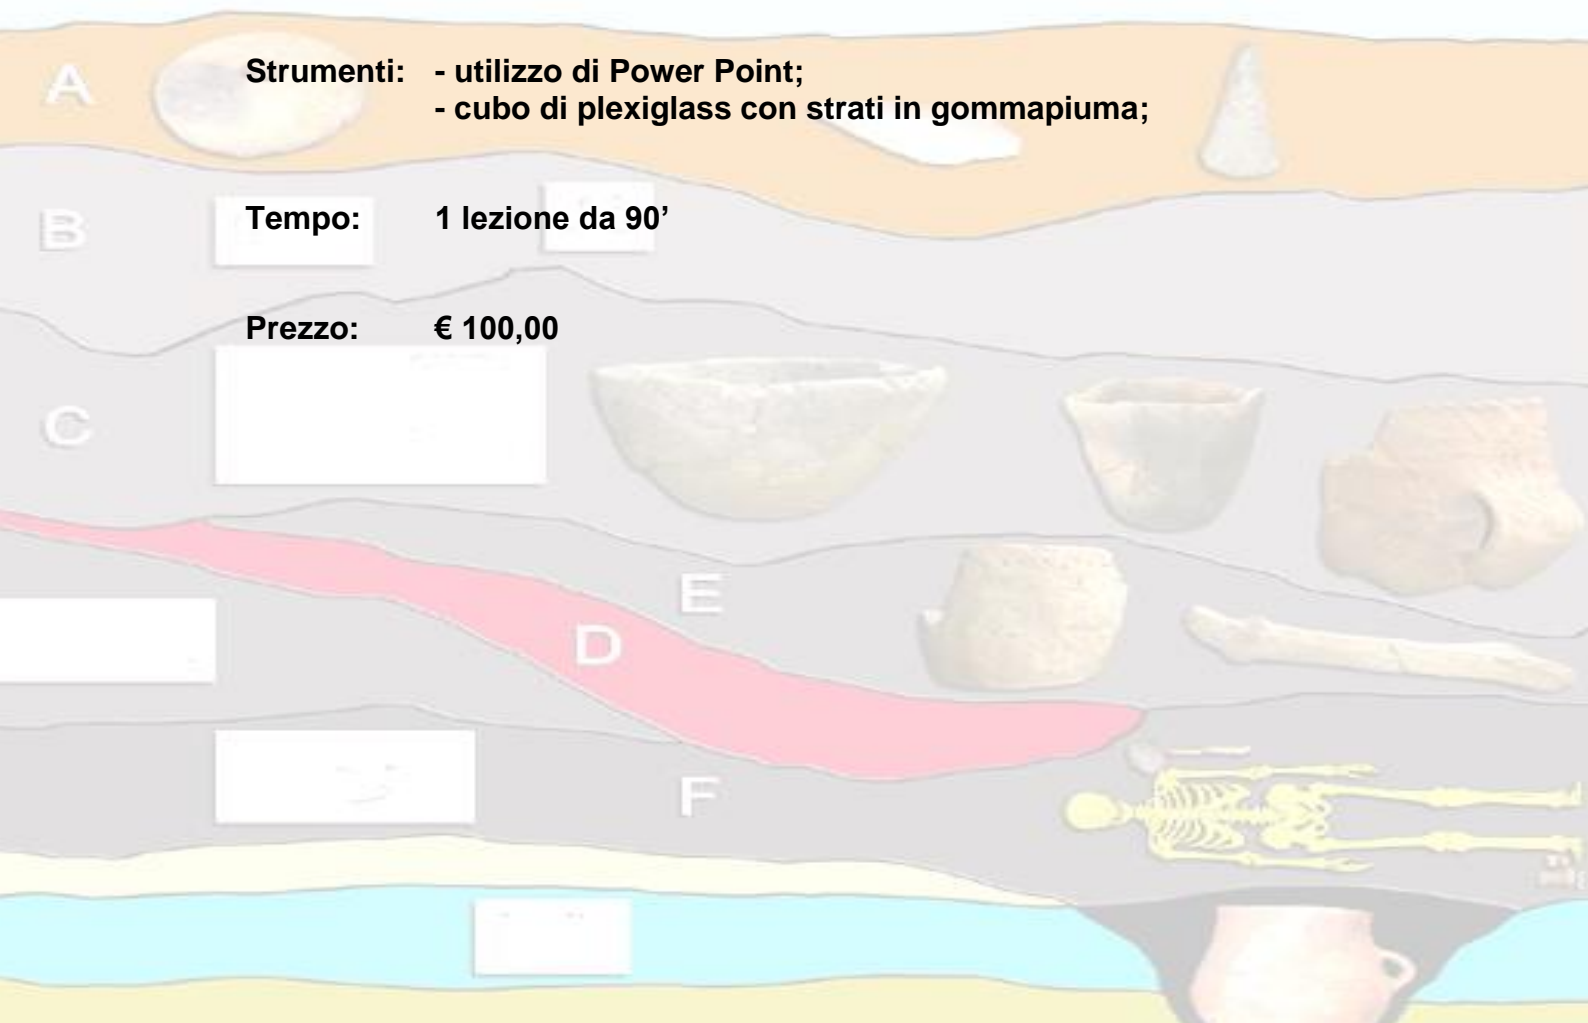 Strumenti: - utilizzo di Power Point;
- cubo di plexiglass con strati in gommapiuma;
A
Tempo: 1 lezione da 90’
B
Prezzo: € 100,00
C
E
D
F